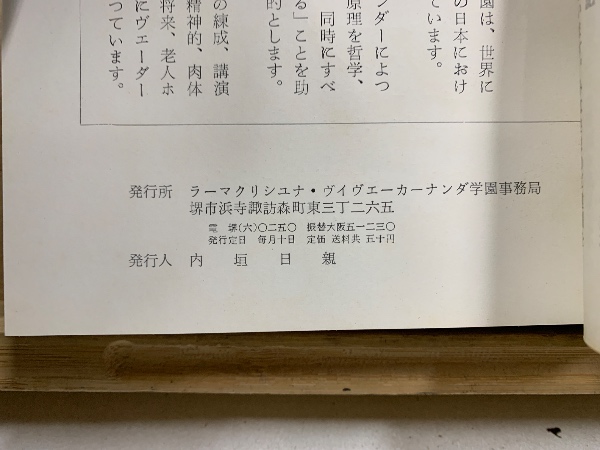 園は、世界に
の日本におけ
ています。
ンダーによつ
原理を哲学、
、同時にすべ
る」ことを助
的とします。
の練成、講演
精神的、肉体
将来、老人ホ
にヴエーダー
つています。
発行所 ラーマクリシユナ・ヴイヴエーカーナンダ学園事務局
堺市浜寺諏訪森町東三丁二六五
電 堺(六)〇二五〇 振替大阪五一二三〇
発行定日 毎月十日 定価 送料共 五十円
発行人 内垣日親